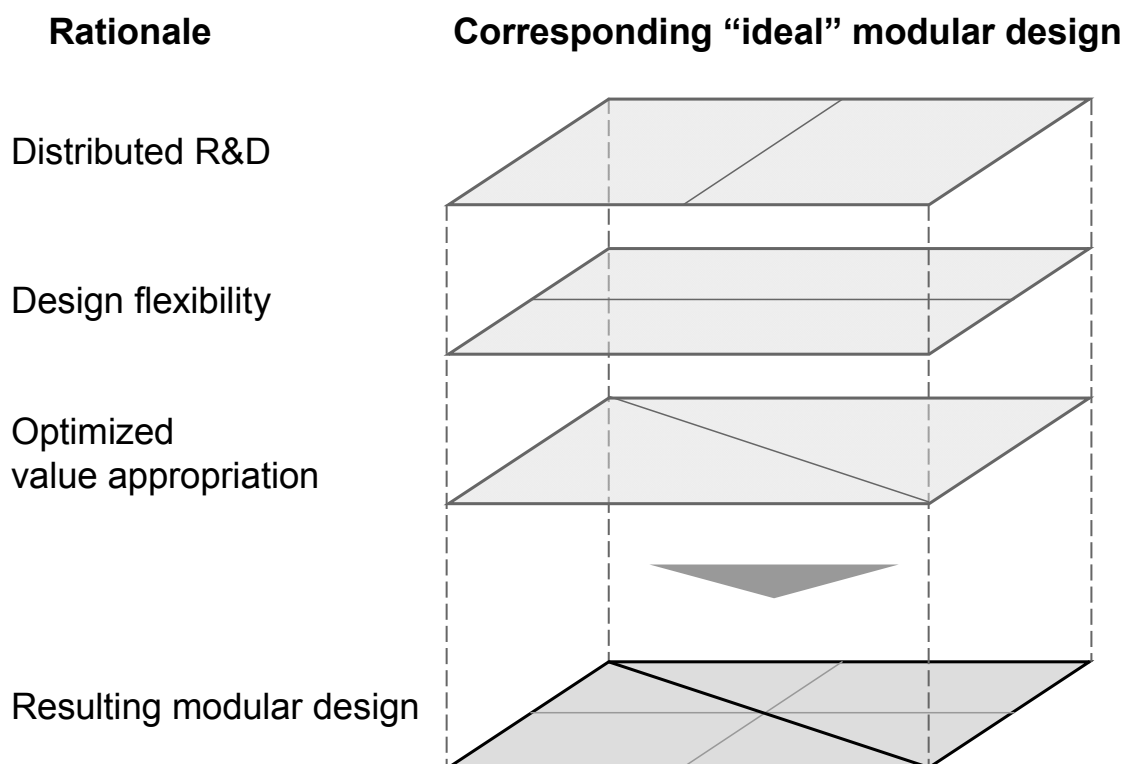 Rationale
Corresponding “ideal” modular design
Distributed R&D
Design flexibility
Optimized
value appropriation
Resulting modular design